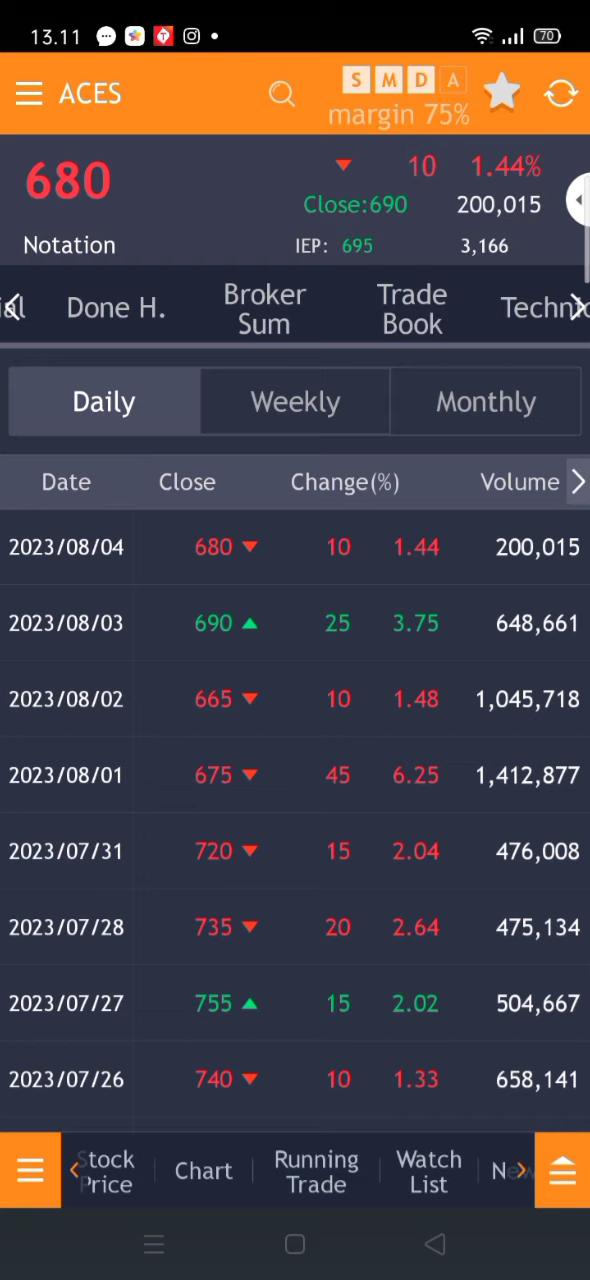 13.11
70
ACES
S M D A
margin 75%
680
10 1.44%
Close:690 200,015
Notation
IEP: 695 3,166
Done H.
Broker
Sum
Trade
Book
Daily Weekly Monthly
Date Close Change(%) Volume
2023/08/04 680 10 1.44 200,015
2023/08/03 690 25 3.75 648,661
2023/08/02 665 10 1.48 1,045,718
2023/08/01 675 45 6.25 1,412,877
2023/07/31 720 15 2.04 476,008
2023/07/28 735 20 2.64 475,134
2023/07/27 755 15 2.02 504,667
2023/07/26 740 10 1.33 658,141
Stock
Price
Chart
Running
Trade
Watch
List